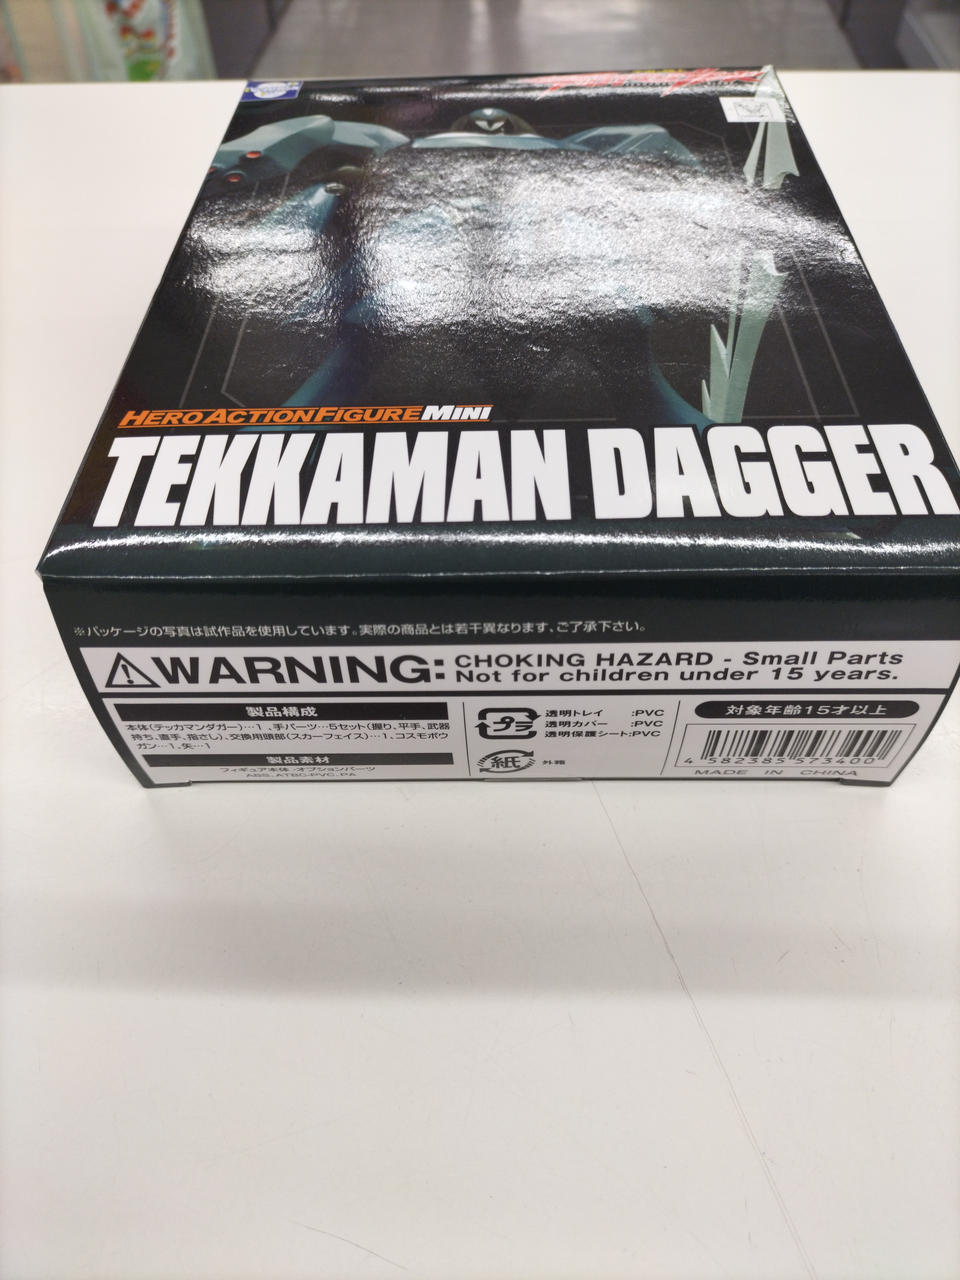 HERO ACTION FIGURE MINI
TEKKAMAN DAGGER
※パッケージの写真は試作品を使用しています。実際の商品とは若干異なります、ご了承下さい。
WARNING: CHOKING HAZARD - Small Parts
Not for children under 15 years.
製品構成
本体(テッカマンダガー)…1、手パーツ…5セット(握り、平手、武器
持ち、直手、指さし)、交換用頭部(スカーフェイス)…1、コスモボウ
ガン…1、矢…1
製品素材
フィギュア本体・オプションパーツ
ABS、ATBC-PVC、PA
プラ
透明トレイ :PVC
透明カバー :PVC
透明保護シート:PVC
紙
外箱
対象年齢15才以上
4 582385 573400
MADE IN CHINA